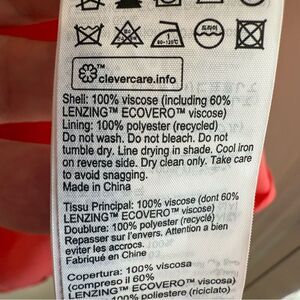 clevercare.info
Shell: 100% viscose (including 60%
LENZING™ ECOVERO™ viscose)
Lining: 100% polyester (recycled)
Do not wash. Do not bleach. Do not
tumble dry. Line drying in shade. Cool iron
on reverse side. Dry clean only. Take care
to avoid snagging.
Made in China
Tissu Principal: 100% viscose (dont 60%
LENZING™ ECOVERO™ viscose)
Doublure: 100% polyester (recyclé)
Repasser sur l'envers. Attention a bien
eviter les accrocs.
Fabriqué en Chine
Copertura: 100% viscosa
(compreso il 60%
LENZING™ ECOVERO™ viscosa)
100% poliestere (riciclato)